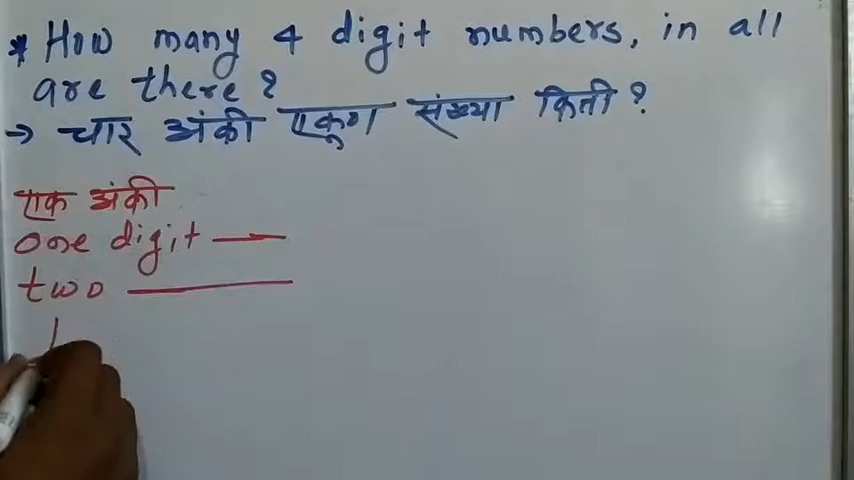 * How many 4 digit numbers, in all
are there?
→ चार अंकी एकूण संख्या किती?
एक अंकी
one digit →
two